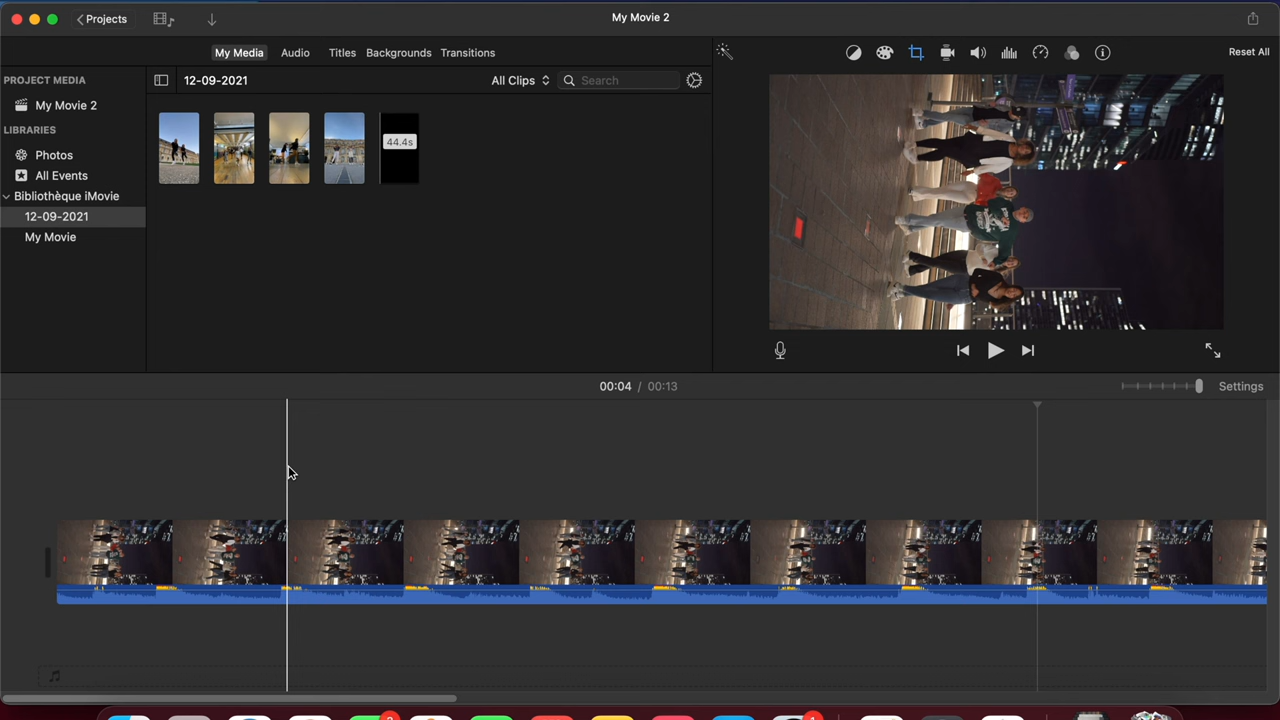 Projects
My Movie 2
My Media Audio Titles Backgrounds Transitions
Reset All
PROJECT MEDIA
12-09-2021
All Clips
Search
My Movie 2
LIBRARIES
44.4s
Photos
All Events
Bibliothèque iMovie
12-09-2021
My Movie
00:04 / 00:13
Settings